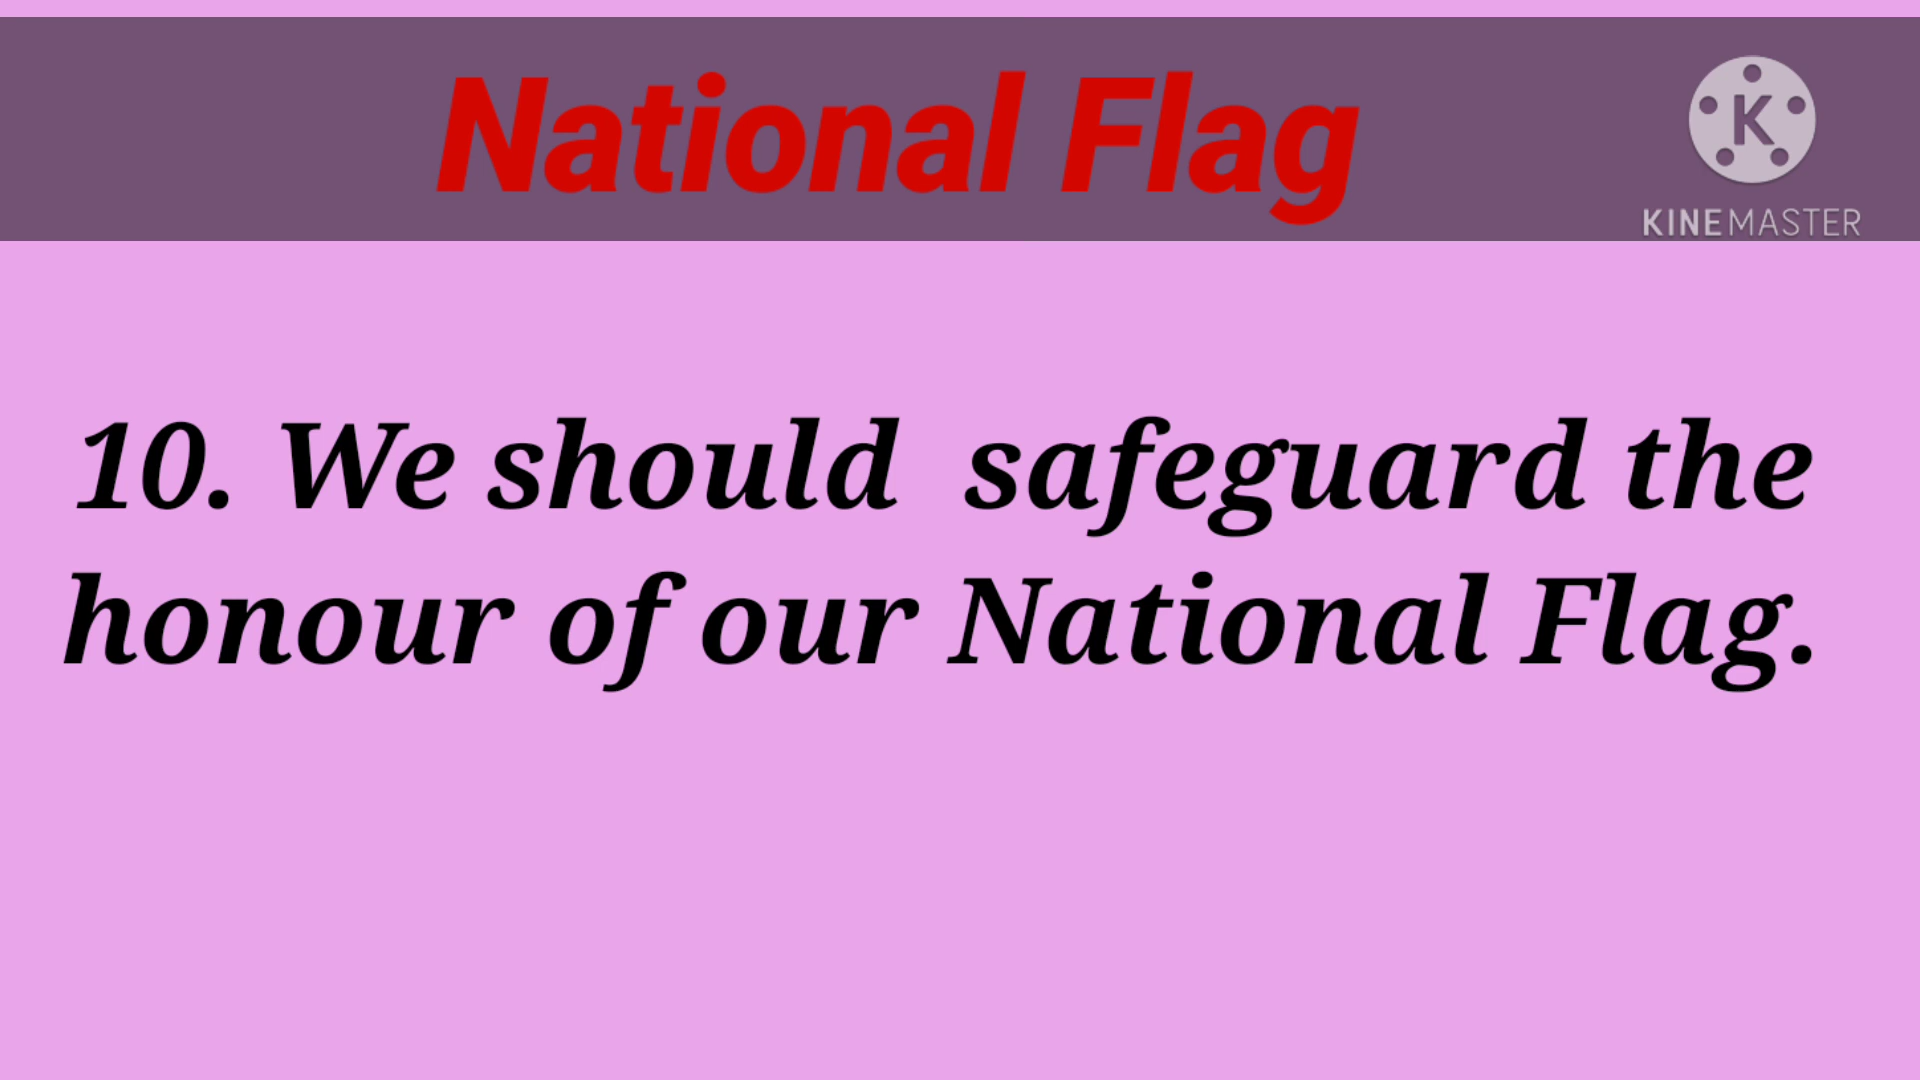 National Flag
K
KINEMASTER
10. We should  safeguard the
honour of our National Flag.